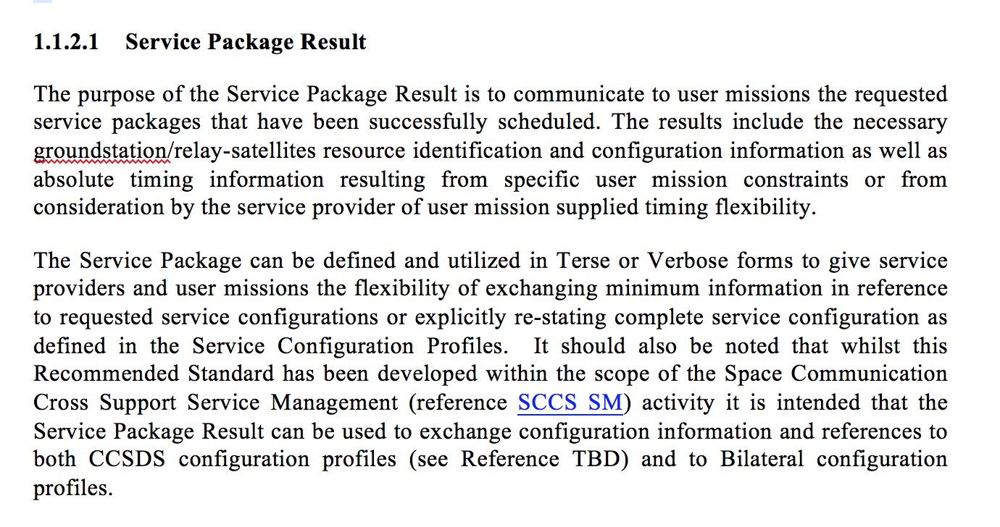 1.1.2.1 Service Package Result
The purpose of the Service Package Result is to communicate to user missions the requested
service packages that have been successfully scheduled. The results include the necessary
groundstation/relay-satellites resource identification and configuration information as well as
absolute timing information resulting from specific user mission constraints or from
consideration by the service provider of user mission supplied timing flexibility.
The Service Package can be defined and utilized in Terse or Verbose forms to give service
providers and user missions the flexibility of exchanging minimum information in reference
to requested service configurations or explicitly re-stating complete service configuration as
defined in the Service Configuration Profiles. It should also be noted that whilst this
Recommended Standard has been developed within the scope of the Space Communication
Cross Support Service Management (reference SCCS SM) activity it is intended that the
Service Package Result can be used to exchange configuration information and references to
both CCSDS configuration profiles (see Reference TBD) and to Bilateral configuration
profiles.